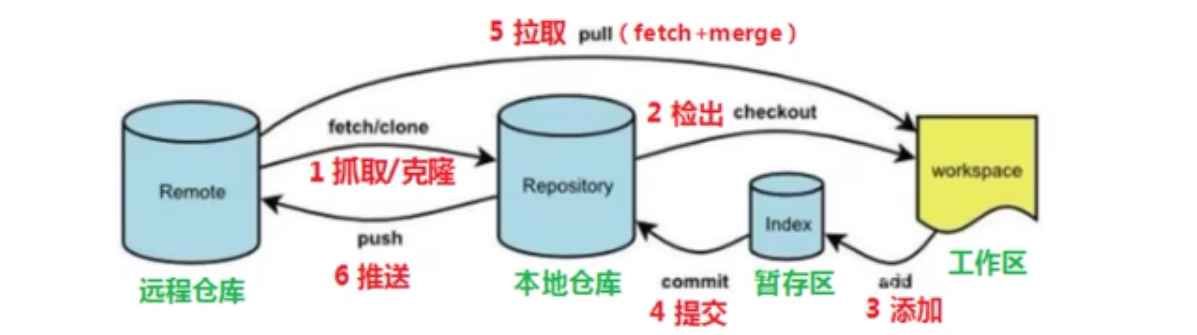 5 拉取 pull ( fetch +merge )
fetch/clone
1 抓取/克隆
2 检出 checkout
Remote
Repository
workspace
Index
push
6 推送
远程仓库
本地仓库
commit
4 提交
暂存区
add
3 添加
工作区